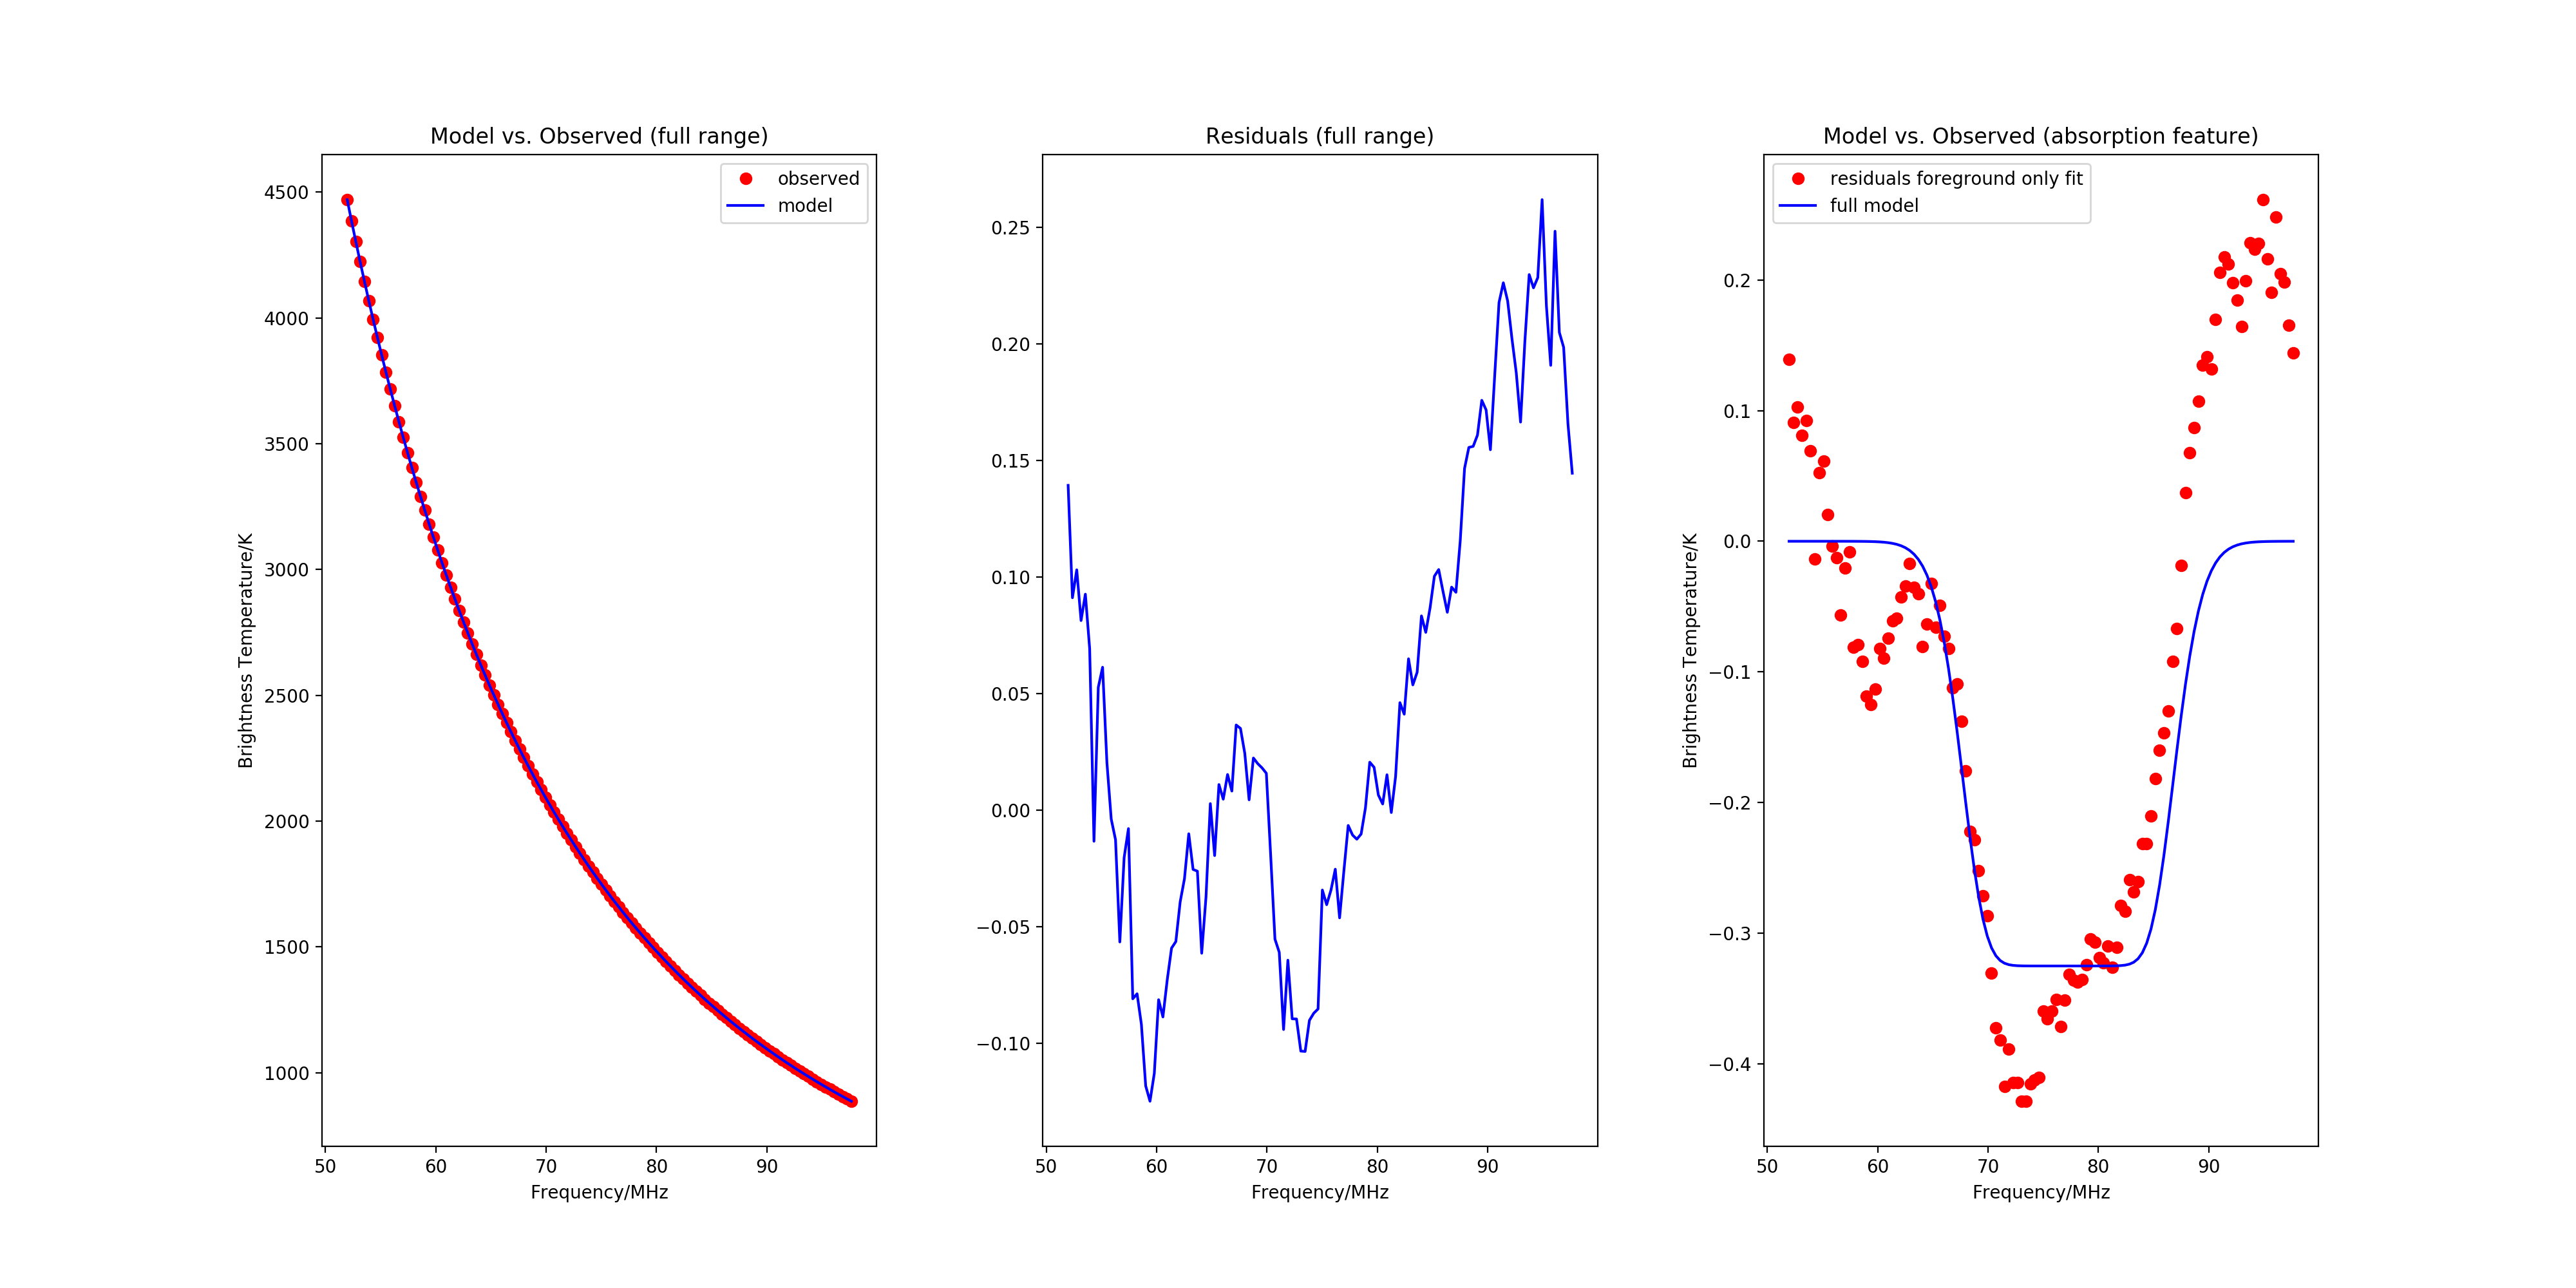 Model vs. Observed (full range)
observed
model
4500
4000
3500
3000
2500
2000
1500
1000
Brightness Temperature/K
50 60 70 80 90
Frequency/MHz
Residuals (full range)
0.25
0.20
0.15
0.10
0.05
0.00
−0.05
−0.10
50 60 70 80 90
Frequency/MHz
Model vs. Observed (absorption feature)
residuals foreground only fit
full model
0.2
0.1
0.0
−0.1
−0.2
−0.3
−0.4
Brightness Temperature/K
50 60 70 80 90
Frequency/MHz